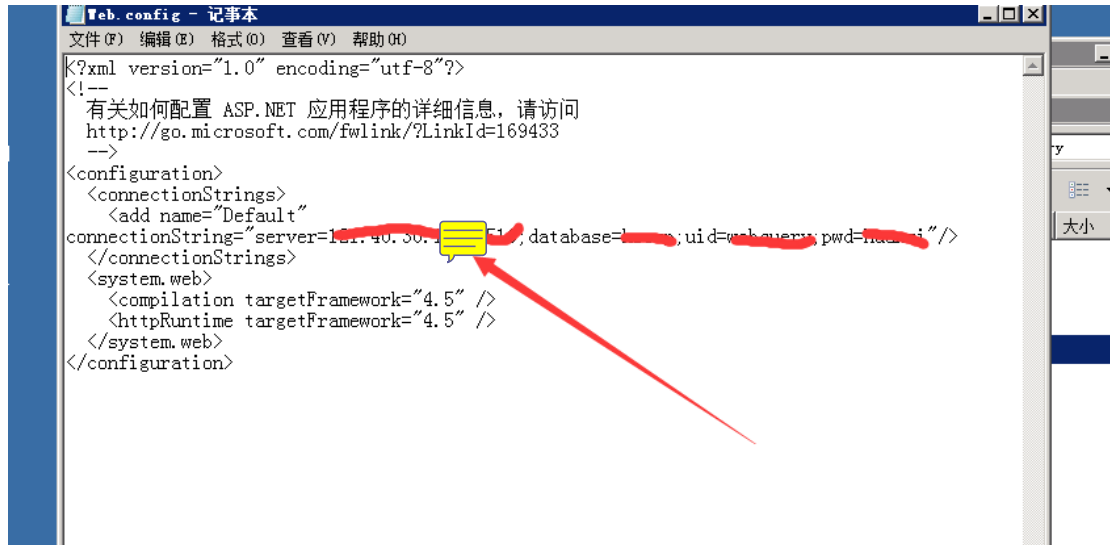 Web.config - 记事本
文件(F) 编辑(E) 格式(O) 查看(V) 帮助(H)
<?xml version="1.0" encoding="utf-8"?>
<!--
有关如何配置 ASP.NET 应用程序的详细信息，请访问
http://go.microsoft.com/fwlink/?LinkId=169433
-->
<configuration>
<connectionStrings>
<add name="Default"
connectionString="server= ;database= ;uid= ;pwd= "/>
</connectionStrings>
<system.web>
<compilation targetFramework="4.5" />
<httpRuntime targetFramework="4.5" />
</system.web>
</configuration>
大小